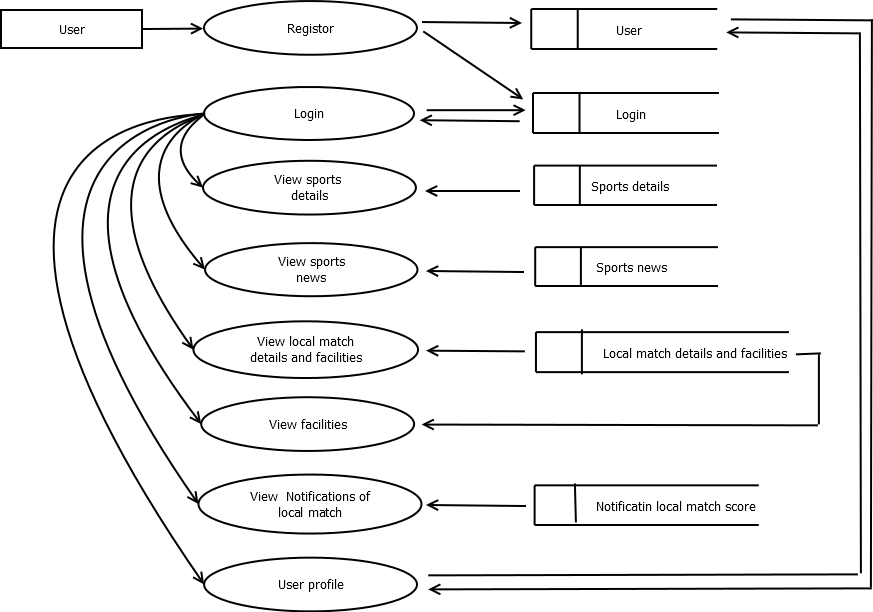 User
Registor
User
Login
Login
View sports
details
Sports details
View sports
news
Sports news
View local match
details and facilities
Local match details and facilities
View facilities
View Notifications of
local match
Notificatin local match score
User profile